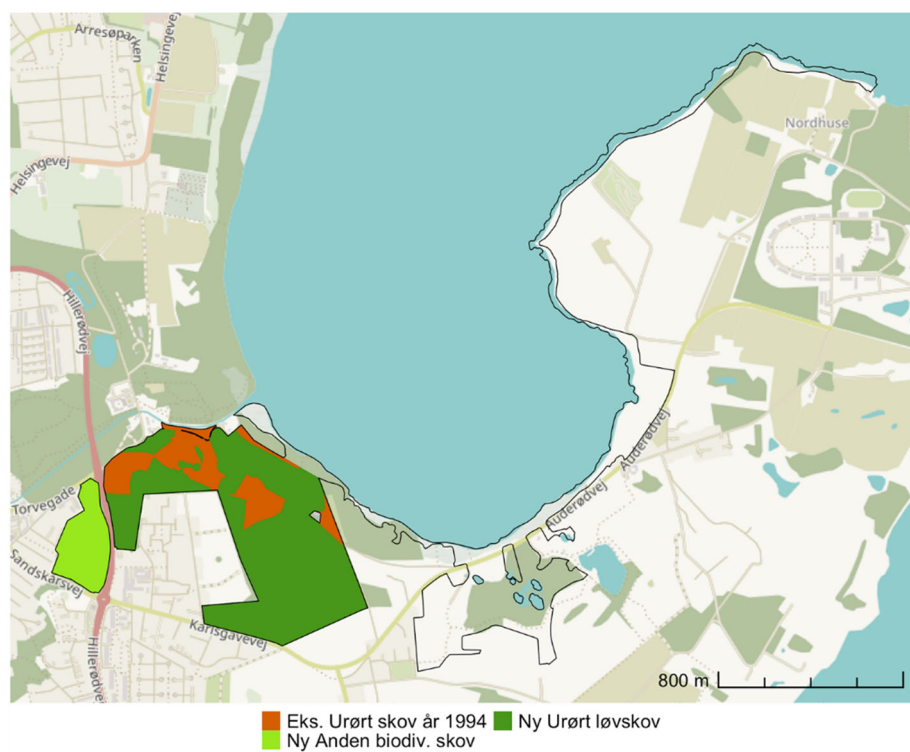 Arresøparken
Helsingevej
Helsingevej
Nordhuse
Hillerødvej
Auderødvej
Auderødvej
Torvegade
Sandskårsvej
Karlsgavevej
Hillerødvej
800 m
Eks. Urørt skov år 1994 Ny Urørt løvskov
Ny Anden biodiv. skov